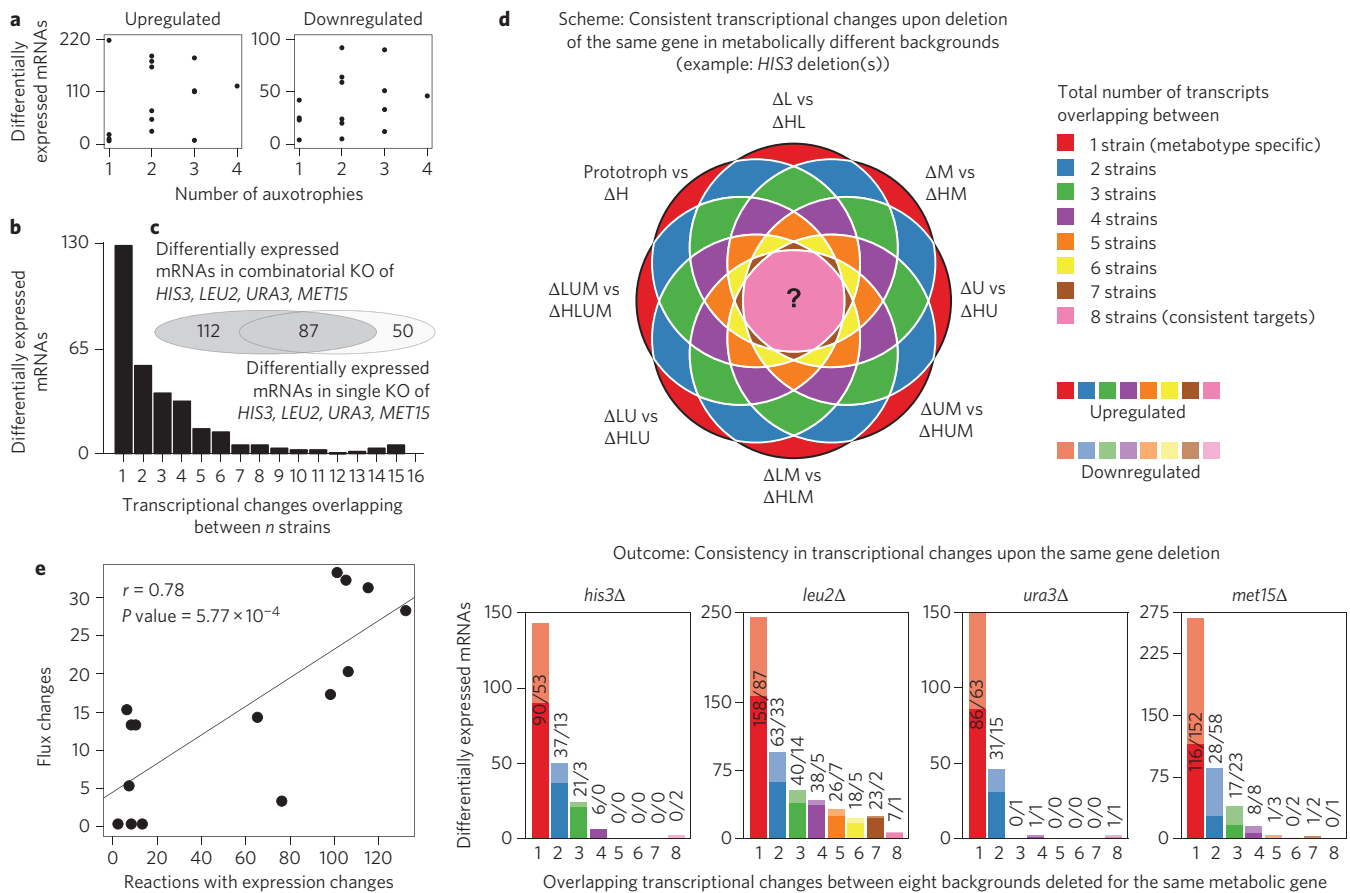 a
Upregulated
Downregulated
Differentially
expressed mRNAs
220
110
0
100
50
0
1 2 3 4
1 2 3 4
Number of auxotrophies
b
Differentially expressed
mRNAs
130
65
0
1 2 3 4 5 6 7 8 9 10 11 12 13 14 15 16
Transcriptional changes overlapping
between n strains
c
Differentially expressed
mRNAs in combinatorial KO of
HIS3, LEU2, URA3, MET15
112 87 50
Differentially expressed
mRNAs in single KO of
HIS3, LEU2, URA3, MET15
d
Scheme: Consistent transcriptional changes upon deletion
of the same gene in metabolically different backgrounds
(example: HIS3 deletion(s))
ΔL vs
ΔHL
ΔM vs
ΔHM
ΔU vs
ΔHU
ΔUM vs
ΔHUM
ΔLM vs
ΔHLM
ΔLU vs
ΔHLU
ΔLUM vs
ΔHLUM
Prototroph vs
ΔH
?
Total number of transcripts
overlapping between
1 strain (metabotype specific)
2 strains
3 strains
4 strains
5 strains
6 strains
7 strains
8 strains (consistent targets)
Upregulated
Downregulated
Outcome: Consistency in transcriptional changes upon the same gene deletion
Differentially expressed mRNAs
his3Δ
150
100
50
0
90/53
37/13
21/3
6/0
0/0
0/0
0/0
0/2
1 2 3 4 5 6 7 8
leu2Δ
250
150
75
0
158/87
63/33
40/14
38/5
26/7
18/5
23/2
7/1
1 2 3 4 5 6 7 8
ura3Δ
150
100
50
0
86/63
31/15
0/1
1/1
0/0
0/0
0/0
1/1
1 2 3 4 5 6 7 8
met15Δ
275
225
150
75
0
116/152
28/58
17/23
8/8
1/3
0/2
1/2
0/1
1 2 3 4 5 6 7 8
Overlapping transcriptional changes between eight backgrounds deleted for the same metabolic gene
e
r = 0.78
P value = 5.77 × 10⁻⁴
Flux changes
30
25
20
15
10
5
0
0 20 40 60 80 100 120
Reactions with expression changes